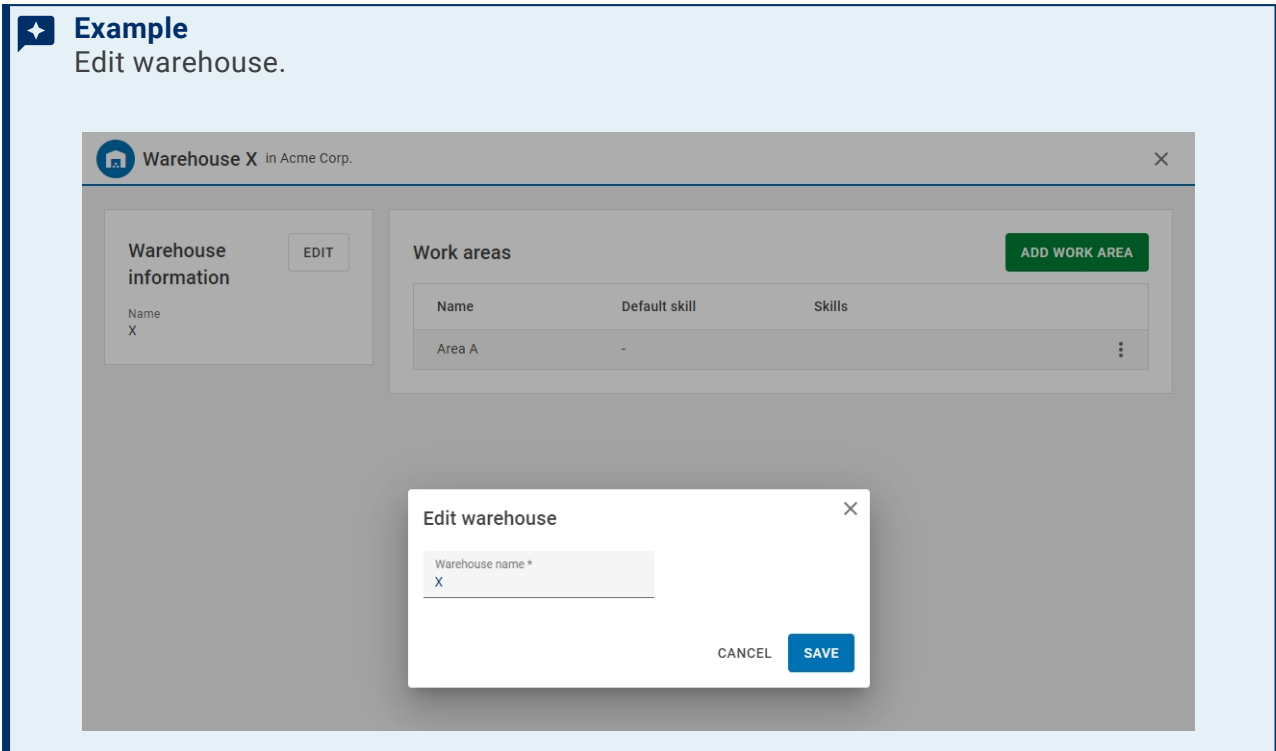 Example
Edit warehouse.
Warehouse X in Acme Corp.
Warehouse information
EDIT
Name
X
Work areas
ADD WORK AREA
Name Default skill Skills
Area A -
Edit warehouse
Warehouse name *
X
CANCEL SAVE